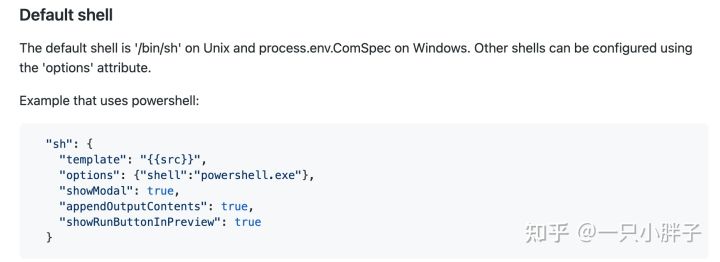 Default shell
The default shell is '/bin/sh' on Unix and process.env.ComSpec on Windows. Other shells can be configured using
the 'options' attribute.
Example that uses powershell:
"sh": {
"template": "{{src}}",
"options": {"shell":"powershell.exe"},
"showModal": true,
"appendOutputContents": true,
"showRunButtonInPreview": true
}
知乎 @一只小胖子